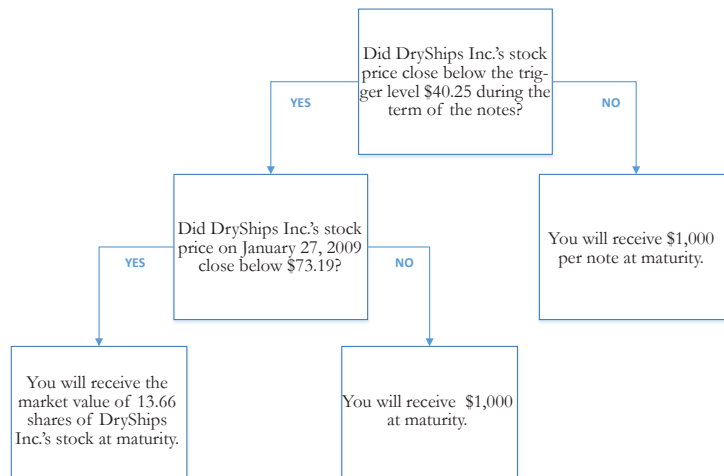 Did DryShips Inc.'s stock
price close below the trig-
ger level $40.25 during the
term of the notes?
YES
NO
Did DryShips Inc.'s stock
price on January 27, 2009
close below $73.19?
You will receive $1,000
per note at maturity.
YES
NO
You will receive the
market value of 13.66
shares of DryShips
Inc.'s stock at maturity.
You will receive $1,000
at maturity.